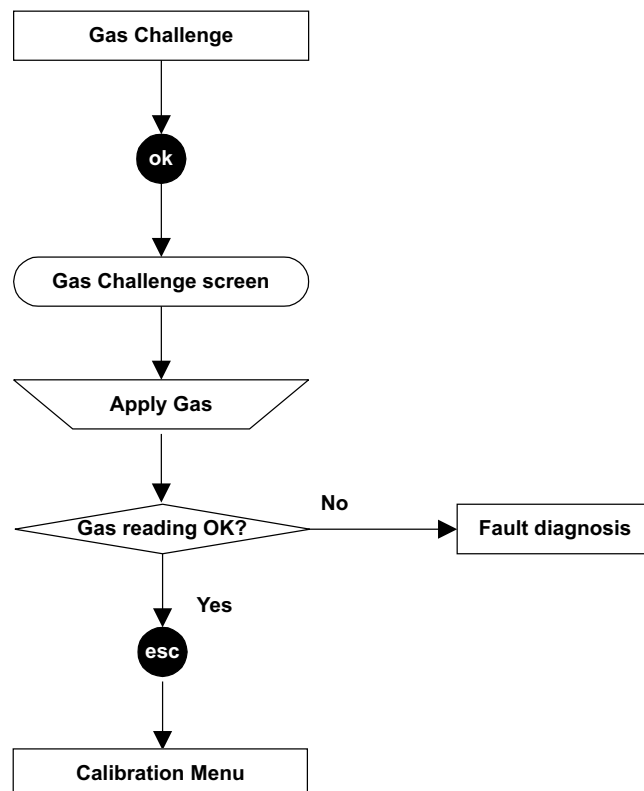 Gas Challenge
ok
Gas Challenge screen
Apply Gas
Gas reading OK?
No
Fault diagnosis
Yes
esc
Calibration Menu